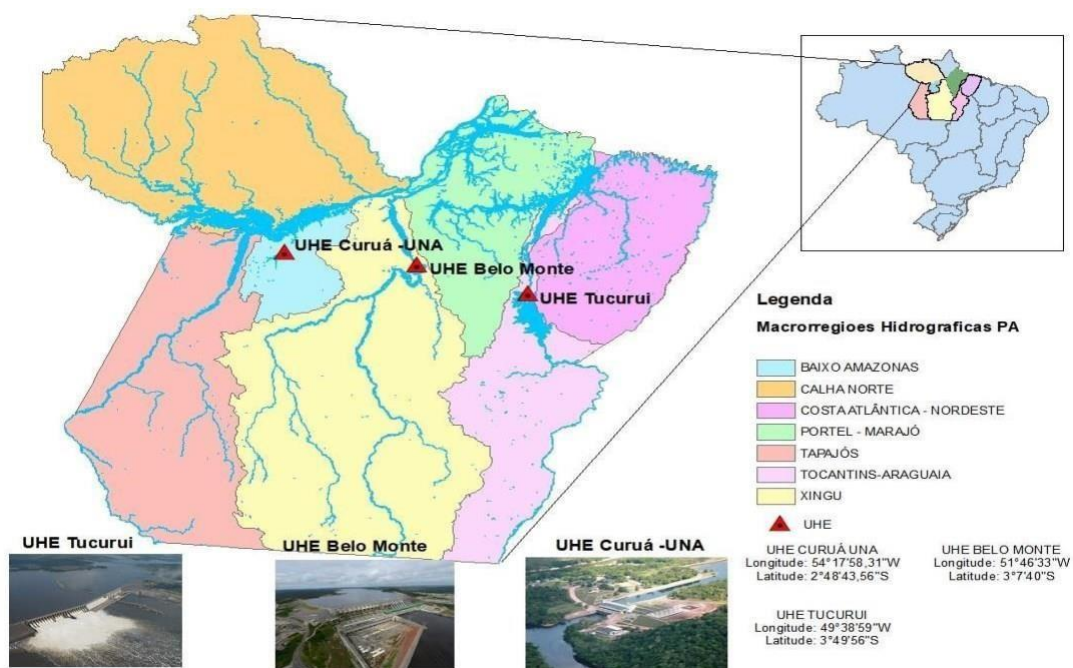 UHE Curuá -UNA
UHE Belo Monte
UHE Tucurui
Legenda
Macrorregioes Hidrograficas PA
BAIXO AMAZONAS
CALHA NORTE
COSTA ATLÂNTICA - NORDESTE
PORTEL - MARAJÓ
TAPAJÓS
TOCANTINS-ARAGUAIA
XINGU
UHE
UHE Tucurui
UHE Belo Monte
UHE Curuá -UNA
UHE CURUÁ UNA
Longitude: 54°17'58,31"W
Latitude: 2°48'43,56"S
UHE BELO MONTE
Longitude: 51°46'33"W
Latitude: 3°7'40"S
UHE TUCURUI
Longitude: 49°38'59"W
Latitude: 3°49'56"S